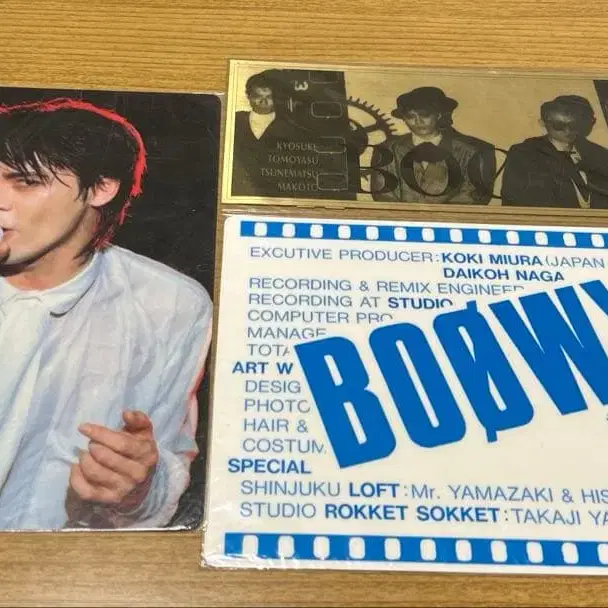 KYOSUKE
TOMOYASU
TSUNEMATSU
MAKOTO
BOØ
EXCUTIVE PRODUCER:KOKI MIURA(JAPAN
DAIKOH NAGA
RECORDING & REMIX ENGINEER
RECORDING AT STUDIO
COMPUTER PRO
MANAGE
TOTA
ART W
DESIG
PHOTO
HAIR &
COSTUM
BOØWY
SPECIAL
SHINJUKU LOFT:Mr. YAMAZAKI & HIS
STUDIO ROKKET SOKKET:TAKAJI YA